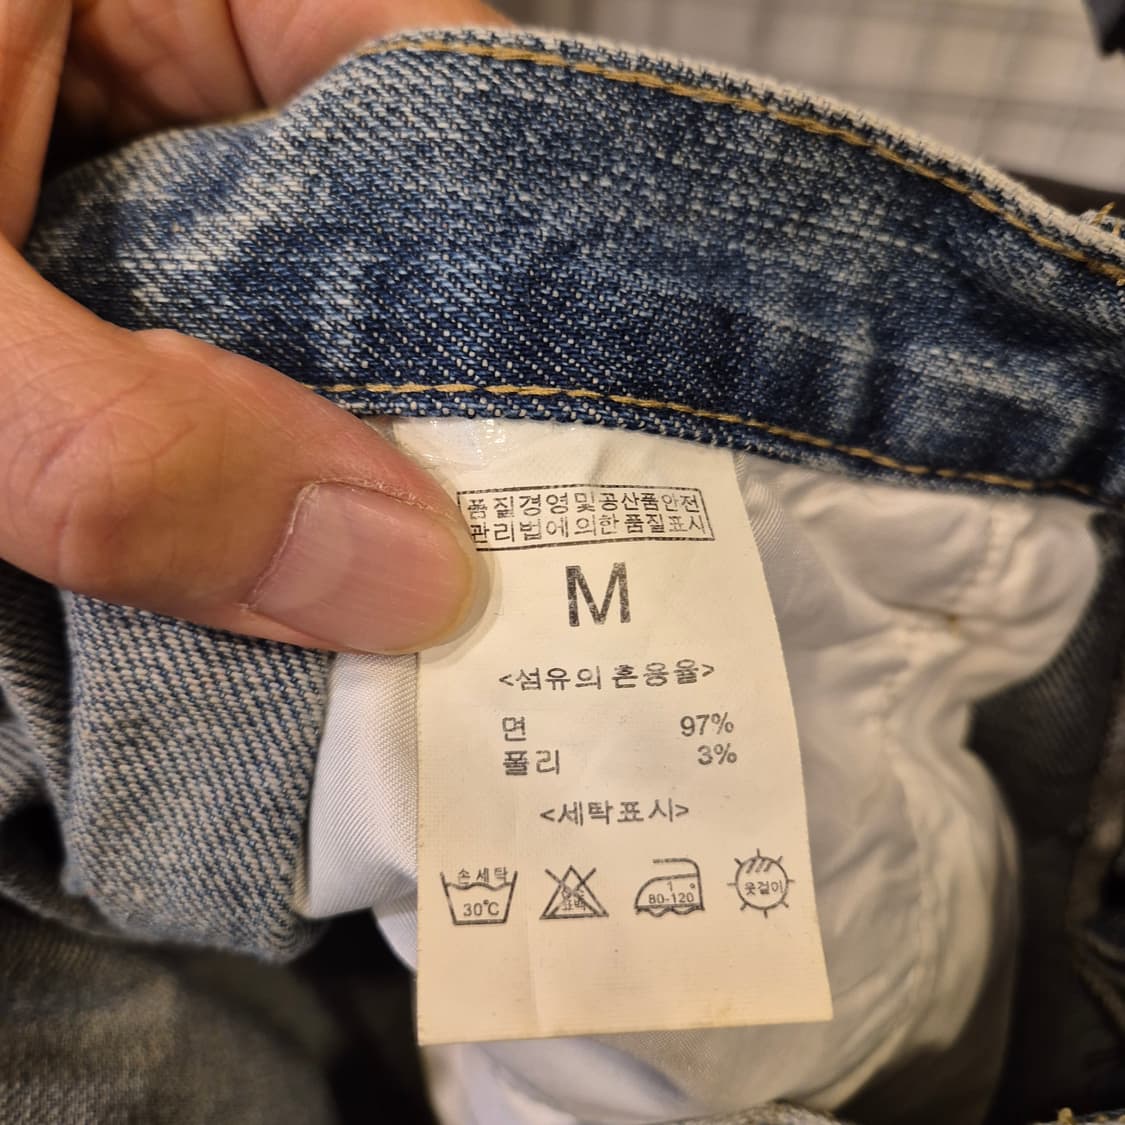 품질경영및공산품안전
관리법에의한 품질표시
M
<섬유의 혼용율>
면 97%
폴리 3%
<세탁표시>
손세탁
30℃
1
80-120
옷걸이